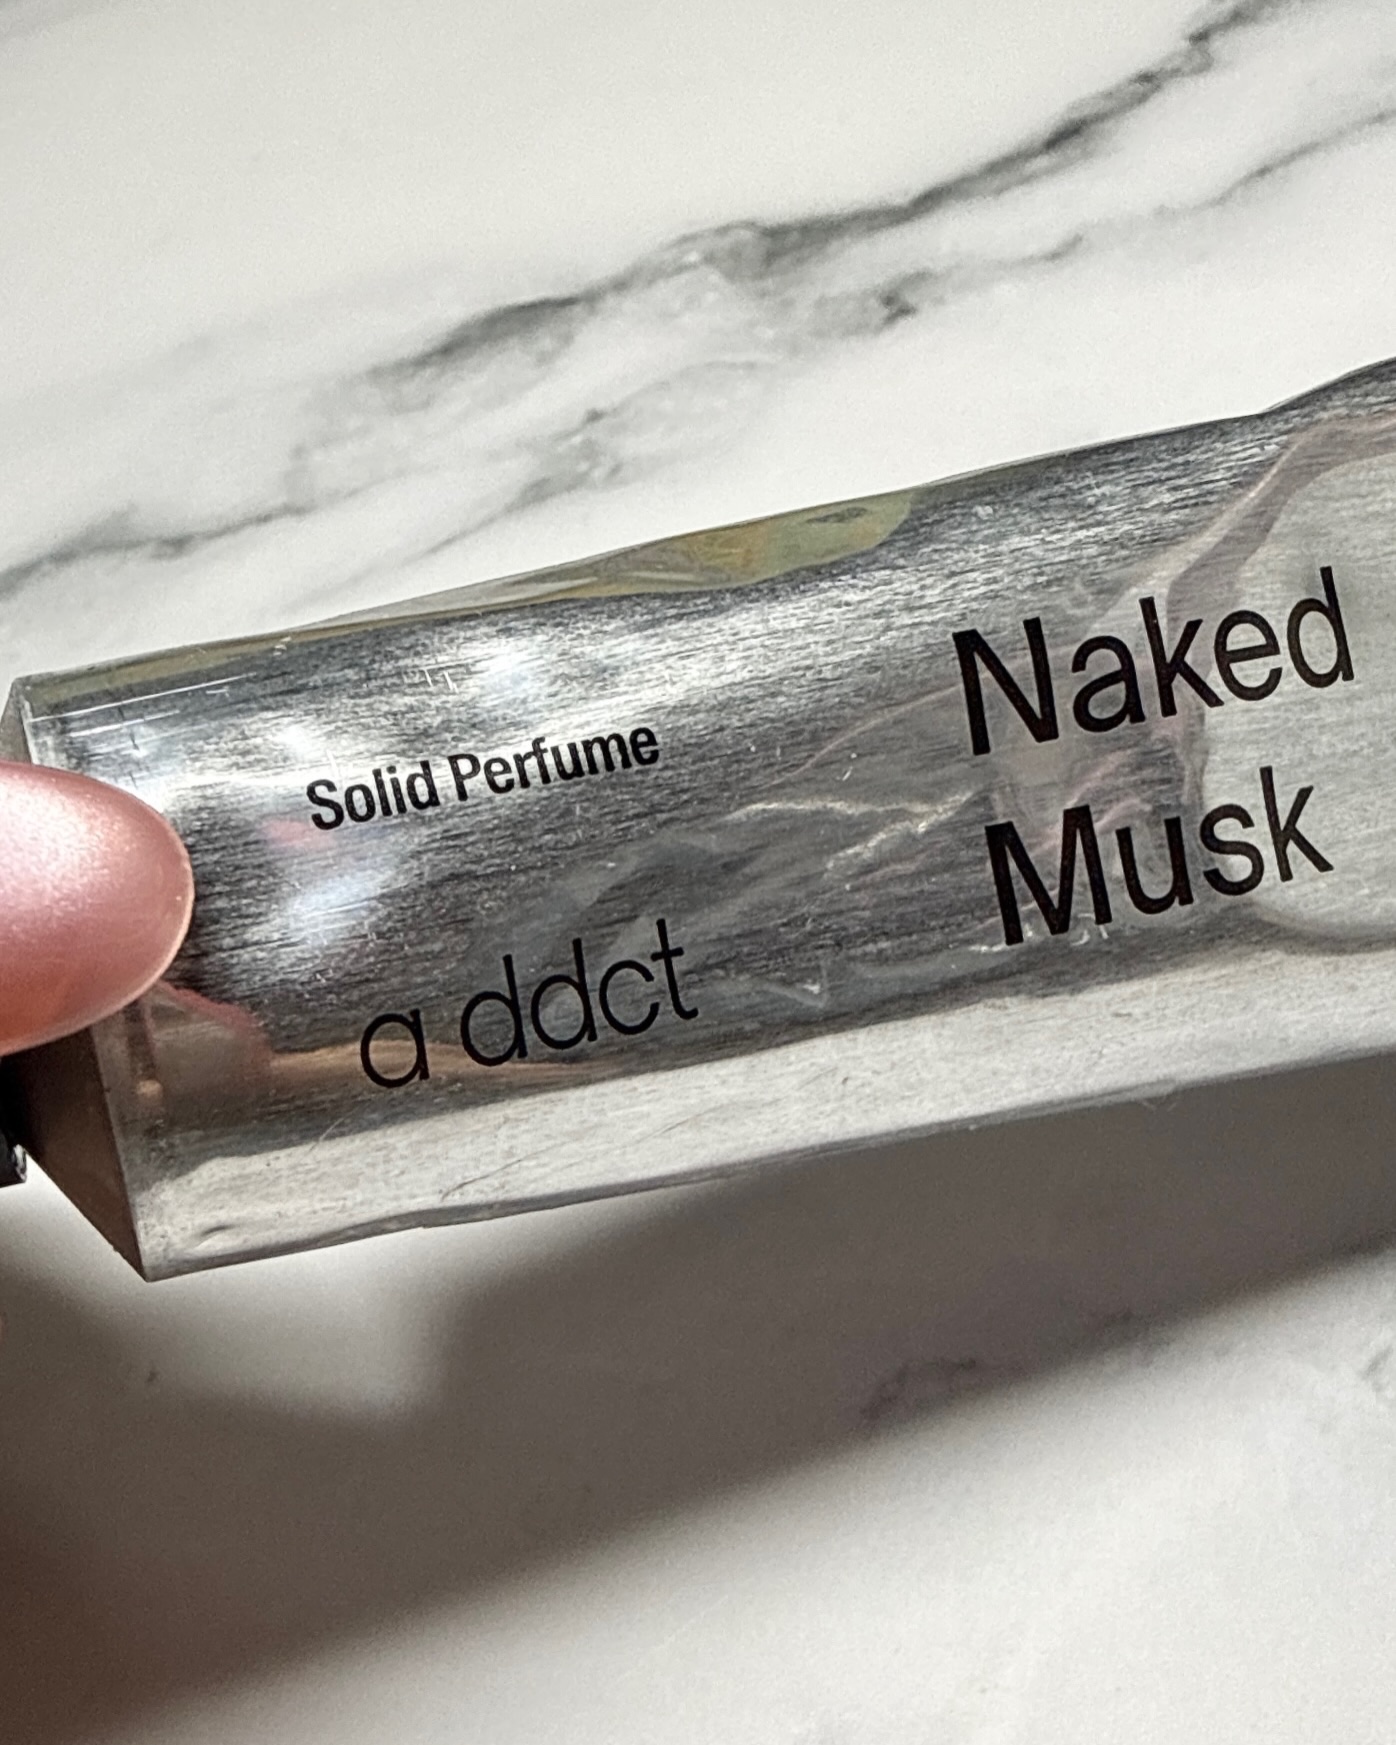 Solid Perfume
a ddct
Naked
Musk